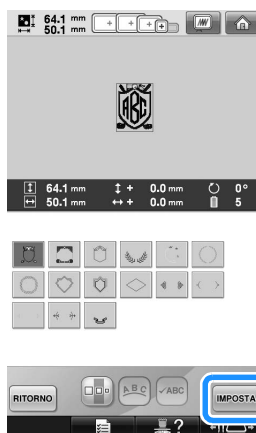 64.1 mm
50.1 mm
ABC
64.1 mm 0.0 mm 0°
50.1 mm 0.0 mm 5
RITORNO ABC ABC IMPOSTA
?